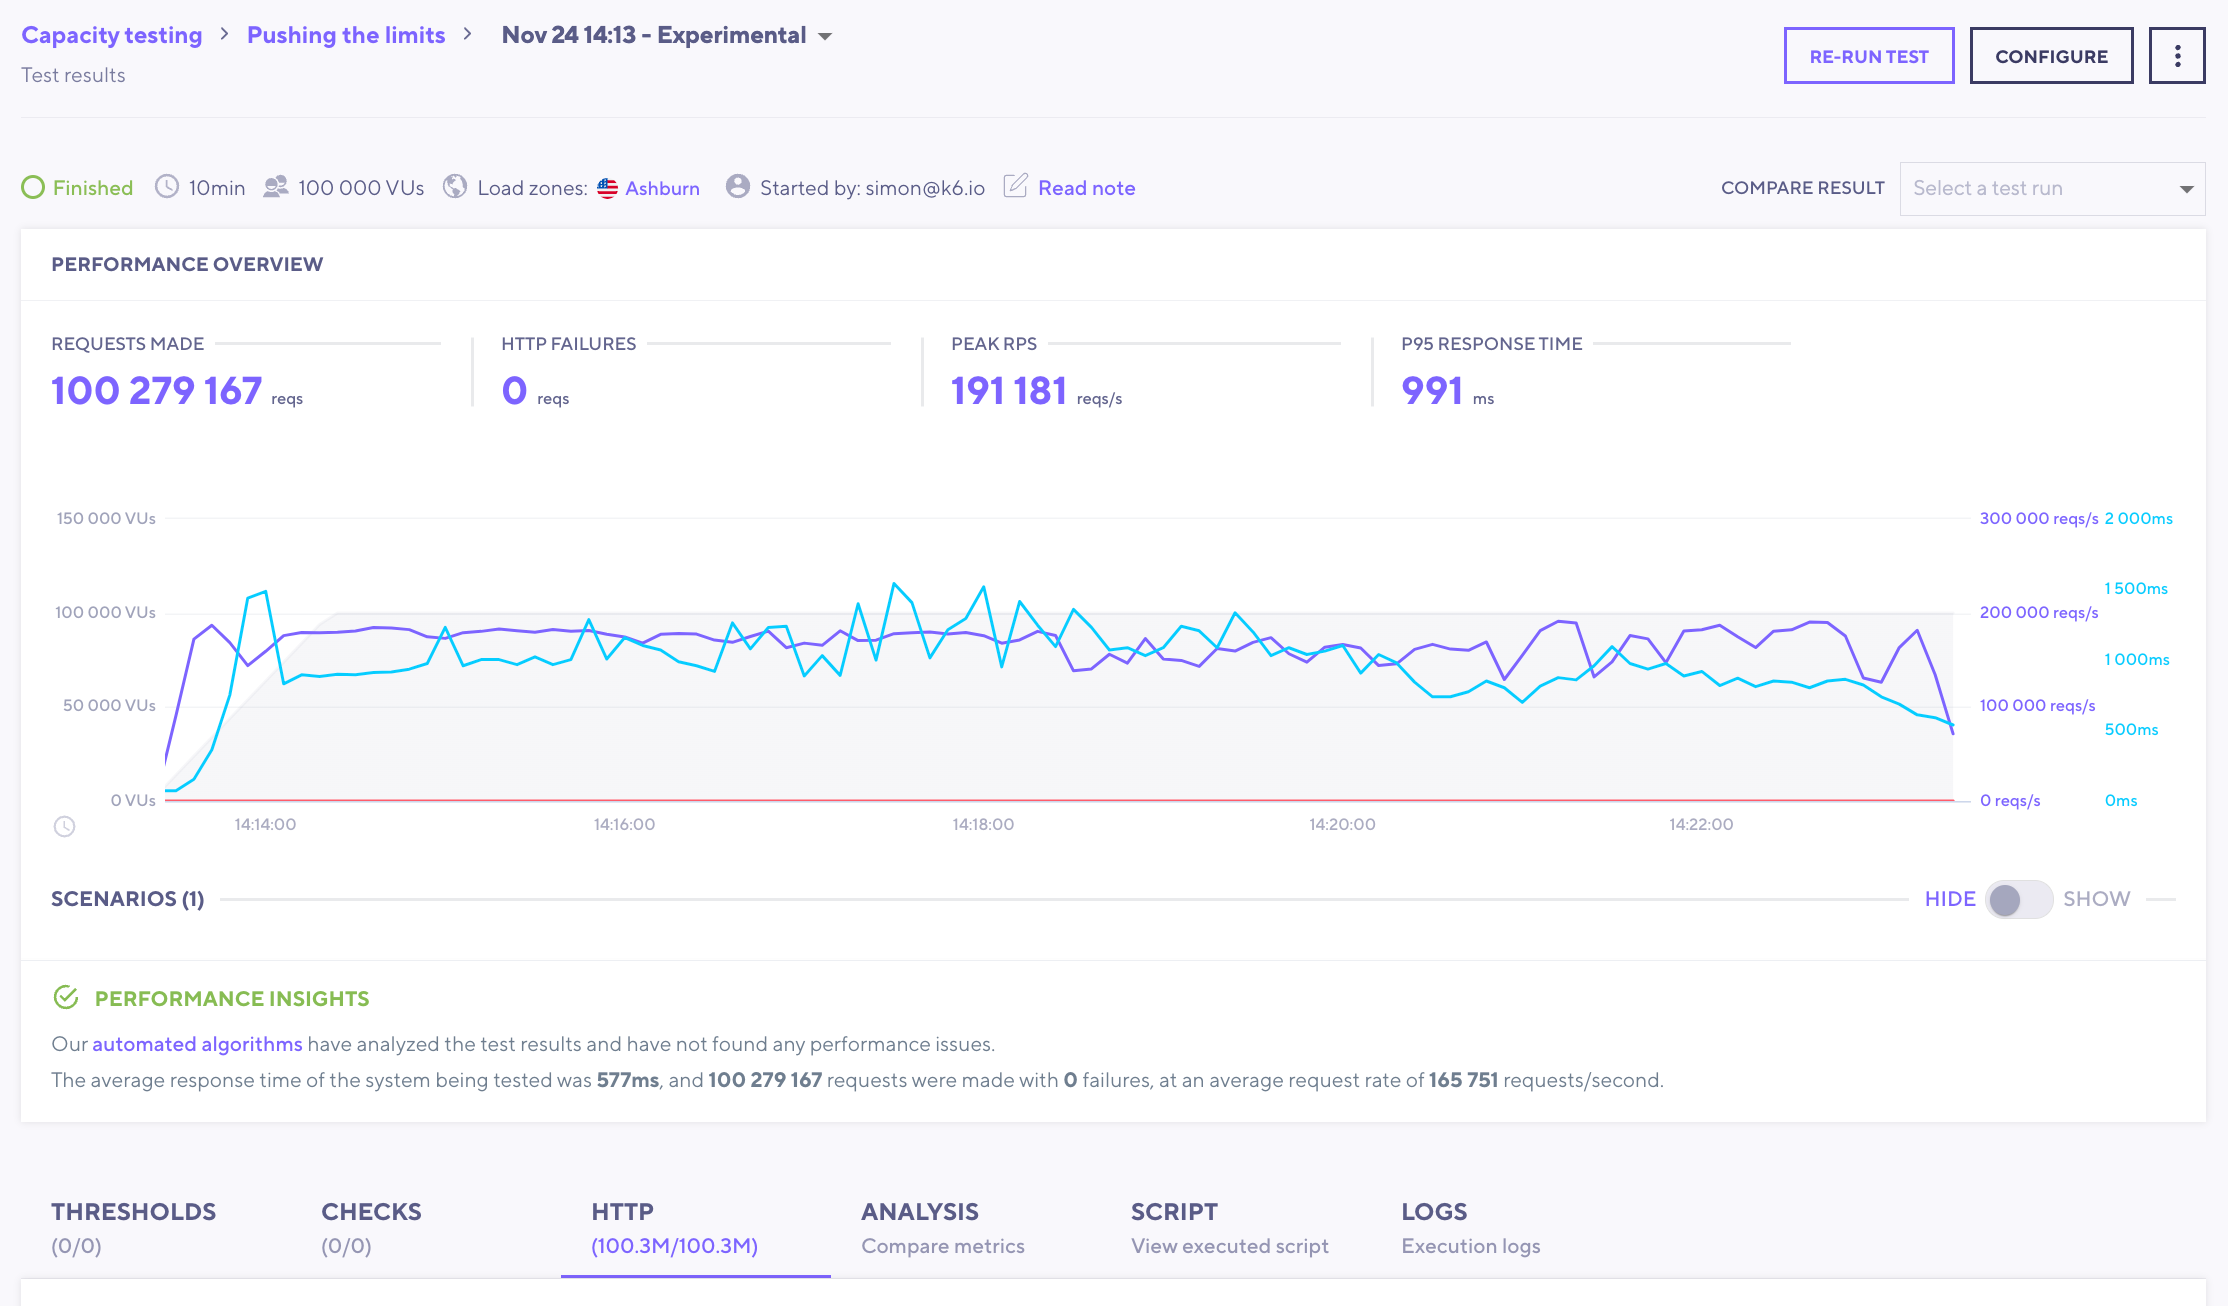 Capacity testing > Pushing the limits > Nov 24 14:13 - Experimental
Test results
RE-RUN TEST
CONFIGURE
Finished 10min 100 000 VUs Load zones: Ashburn Started by: simon@k6.io Read note
COMPARE RESULT Select a test run
PERFORMANCE OVERVIEW
REQUESTS MADE
100 279 167 reqs
HTTP FAILURES
0 reqs
PEAK RPS
191 181 reqs/s
P95 RESPONSE TIME
991 ms
150 000 VUs
100 000 VUs
50 000 VUs
0 VUs
300 000 reqs/s
200 000 reqs/s
100 000 reqs/s
0 reqs/s
2 000ms
1 500ms
1 000ms
500ms
0ms
14:14:00 14:16:00 14:18:00 14:20:00 14:22:00
SCENARIOS (1) HIDE SHOW
PERFORMANCE INSIGHTS
Our automated algorithms have analyzed the test results and have not found any performance issues.
The average response time of the system being tested was 577ms, and 100 279 167 requests were made with 0 failures, at an average request rate of 165 751 requests/second.
THRESHOLDS
(0/0)
CHECKS
(0/0)
HTTP
(100.3M/100.3M)
ANALYSIS
Compare metrics
SCRIPT
View executed script
LOGS
Execution logs